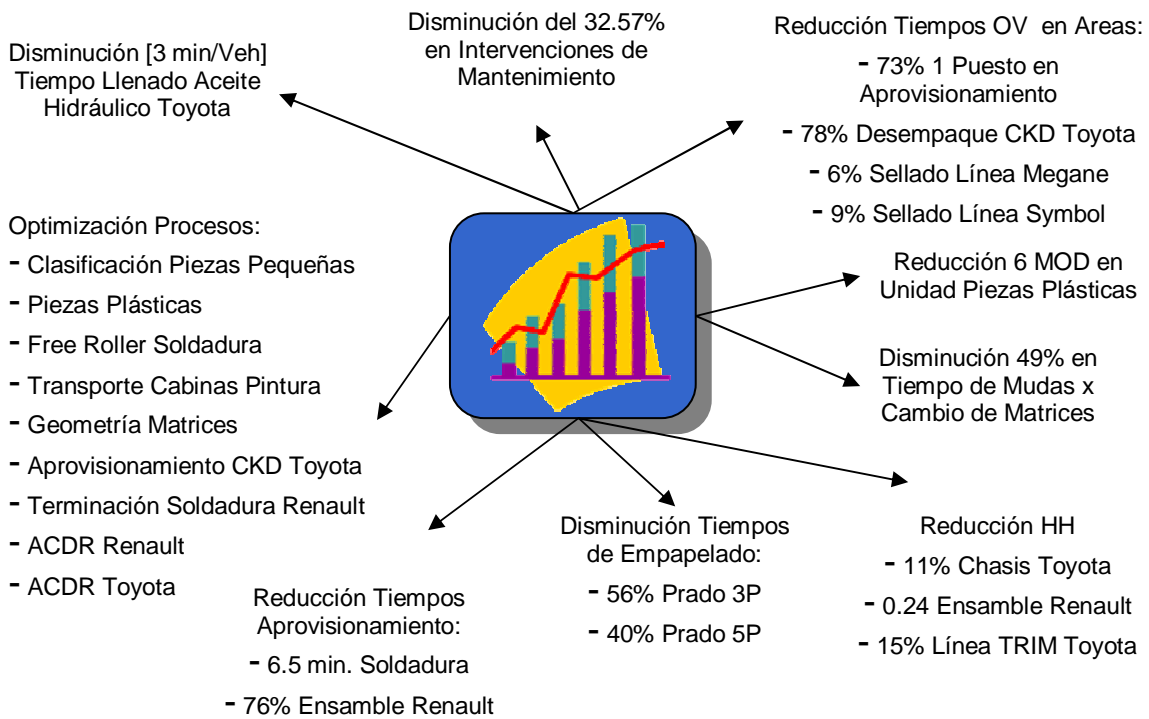 Disminución [3 min/Veh]
Tiempo Llenado Aceite
Hidráulico Toyota
Disminución del 32.57%
en Intervenciones de
Mantenimiento
Reducción Tiempos OV en Areas:
- 73% 1 Puesto en
Aprovisionamiento
- 78% Desempaque CKD Toyota
- 6% Sellado Línea Megane
- 9% Sellado Línea Symbol
Optimización Procesos:
- Clasificación Piezas Pequeñas
- Piezas Plásticas
- Free Roller Soldadura
- Transporte Cabinas Pintura
- Geometría Matrices
- Aprovisionamiento CKD Toyota
- Terminación Soldadura Renault
- ACDR Renault
- ACDR Toyota
Reducción 6 MOD en
Unidad Piezas Plásticas
Disminución 49% en
Tiempo de Mudas x
Cambio de Matrices
Reducción Tiempos
Aprovisionamiento:
- 6.5 min. Soldadura
- 76% Ensamble Renault
Disminución Tiempos
de Empapelado:
- 56% Prado 3P
- 40% Prado 5P
Reducción HH
- 11% Chasis Toyota
- 0.24 Ensamble Renault
- 15% Línea TRIM Toyota